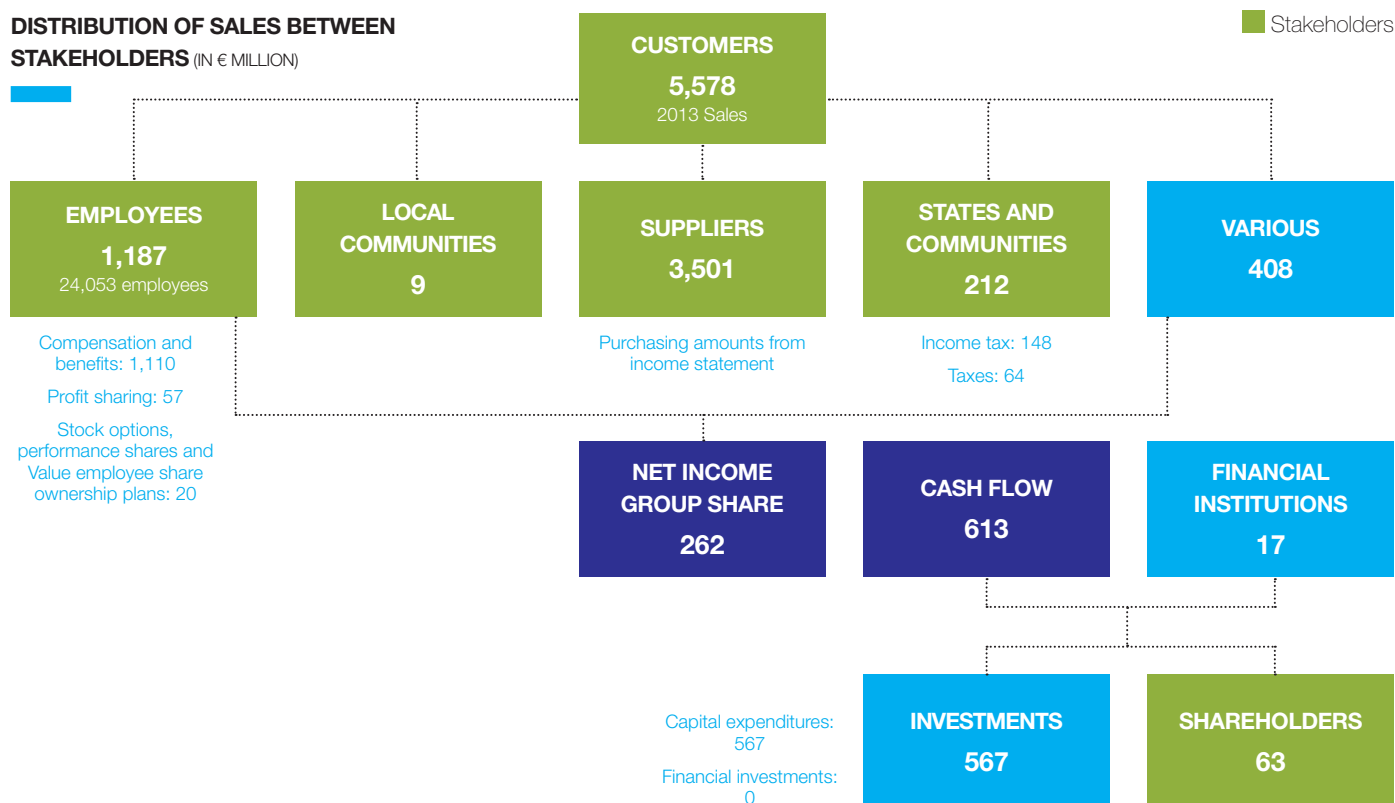 DISTRIBUTION OF SALES BETWEEN
STAKEHOLDERS (IN € MILLION)
Stakeholders
CUSTOMERS
5,578
2013 Sales
EMPLOYEES
1,187
24,053 employees
LOCAL
COMMUNITIES
9
SUPPLIERS
3,501
STATES AND
COMMUNITIES
212
VARIOUS
408
Compensation and
benefits: 1,110
Profit sharing: 57
Stock options,
performance shares and
Value employee share
ownership plans: 20
Purchasing amounts from
income statement
Income tax: 148
Taxes: 64
NET INCOME
GROUP SHARE
262
CASH FLOW
613
FINANCIAL
INSTITUTIONS
17
Capital expenditures:
567
Financial investments:
0
INVESTMENTS
567
SHAREHOLDERS
63